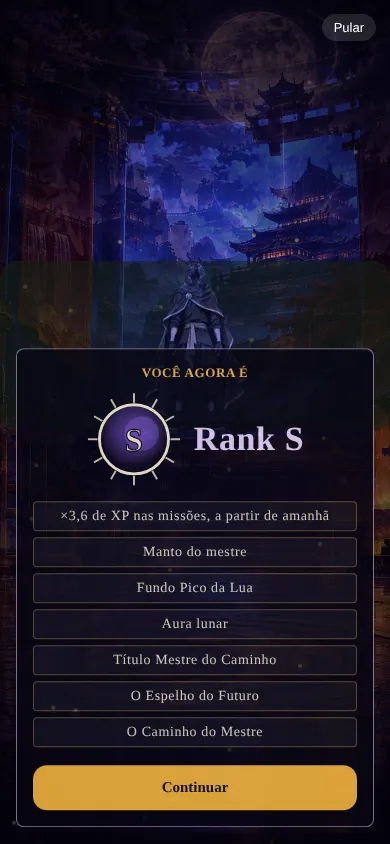 Pular
VOCÊ AGORA É
S
Rank S
×3,6 de XP nas missões, a partir de amanhã
Manto do mestre
Fundo Pico da Lua
Aura lunar
Título Mestre do Caminho
O Espelho do Futuro
O Caminho do Mestre
Continuar